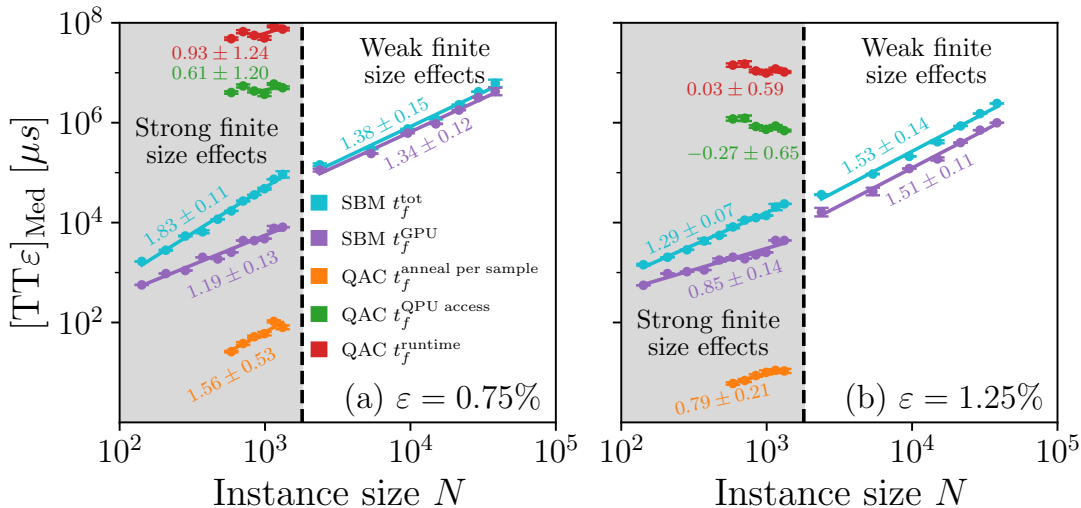 [TTε]Med [μs]
10^8
10^6
10^4
10^2
0.93 ± 1.24
0.61 ± 1.20
Strong finite
size effects
Weak finite
size effects
1.38 ± 0.15
1.34 ± 0.12
1.83 ± 0.11
1.19 ± 0.13
1.56 ± 0.53
SBM t_f^tot
SBM t_f^GPU
QAC t_f^anneal per sample
QAC t_f^QPU access
QAC t_f^runtime
(a) ε = 0.75%
10^2 10^3 10^4 10^5
Instance size N
Weak finite
size effects
0.03 ± 0.59
−0.27 ± 0.65
1.53 ± 0.14
1.51 ± 0.11
1.29 ± 0.07
0.85 ± 0.14
Strong finite
size effects
0.79 ± 0.21
(b) ε = 1.25%
10^2 10^3 10^4 10^5
Instance size N